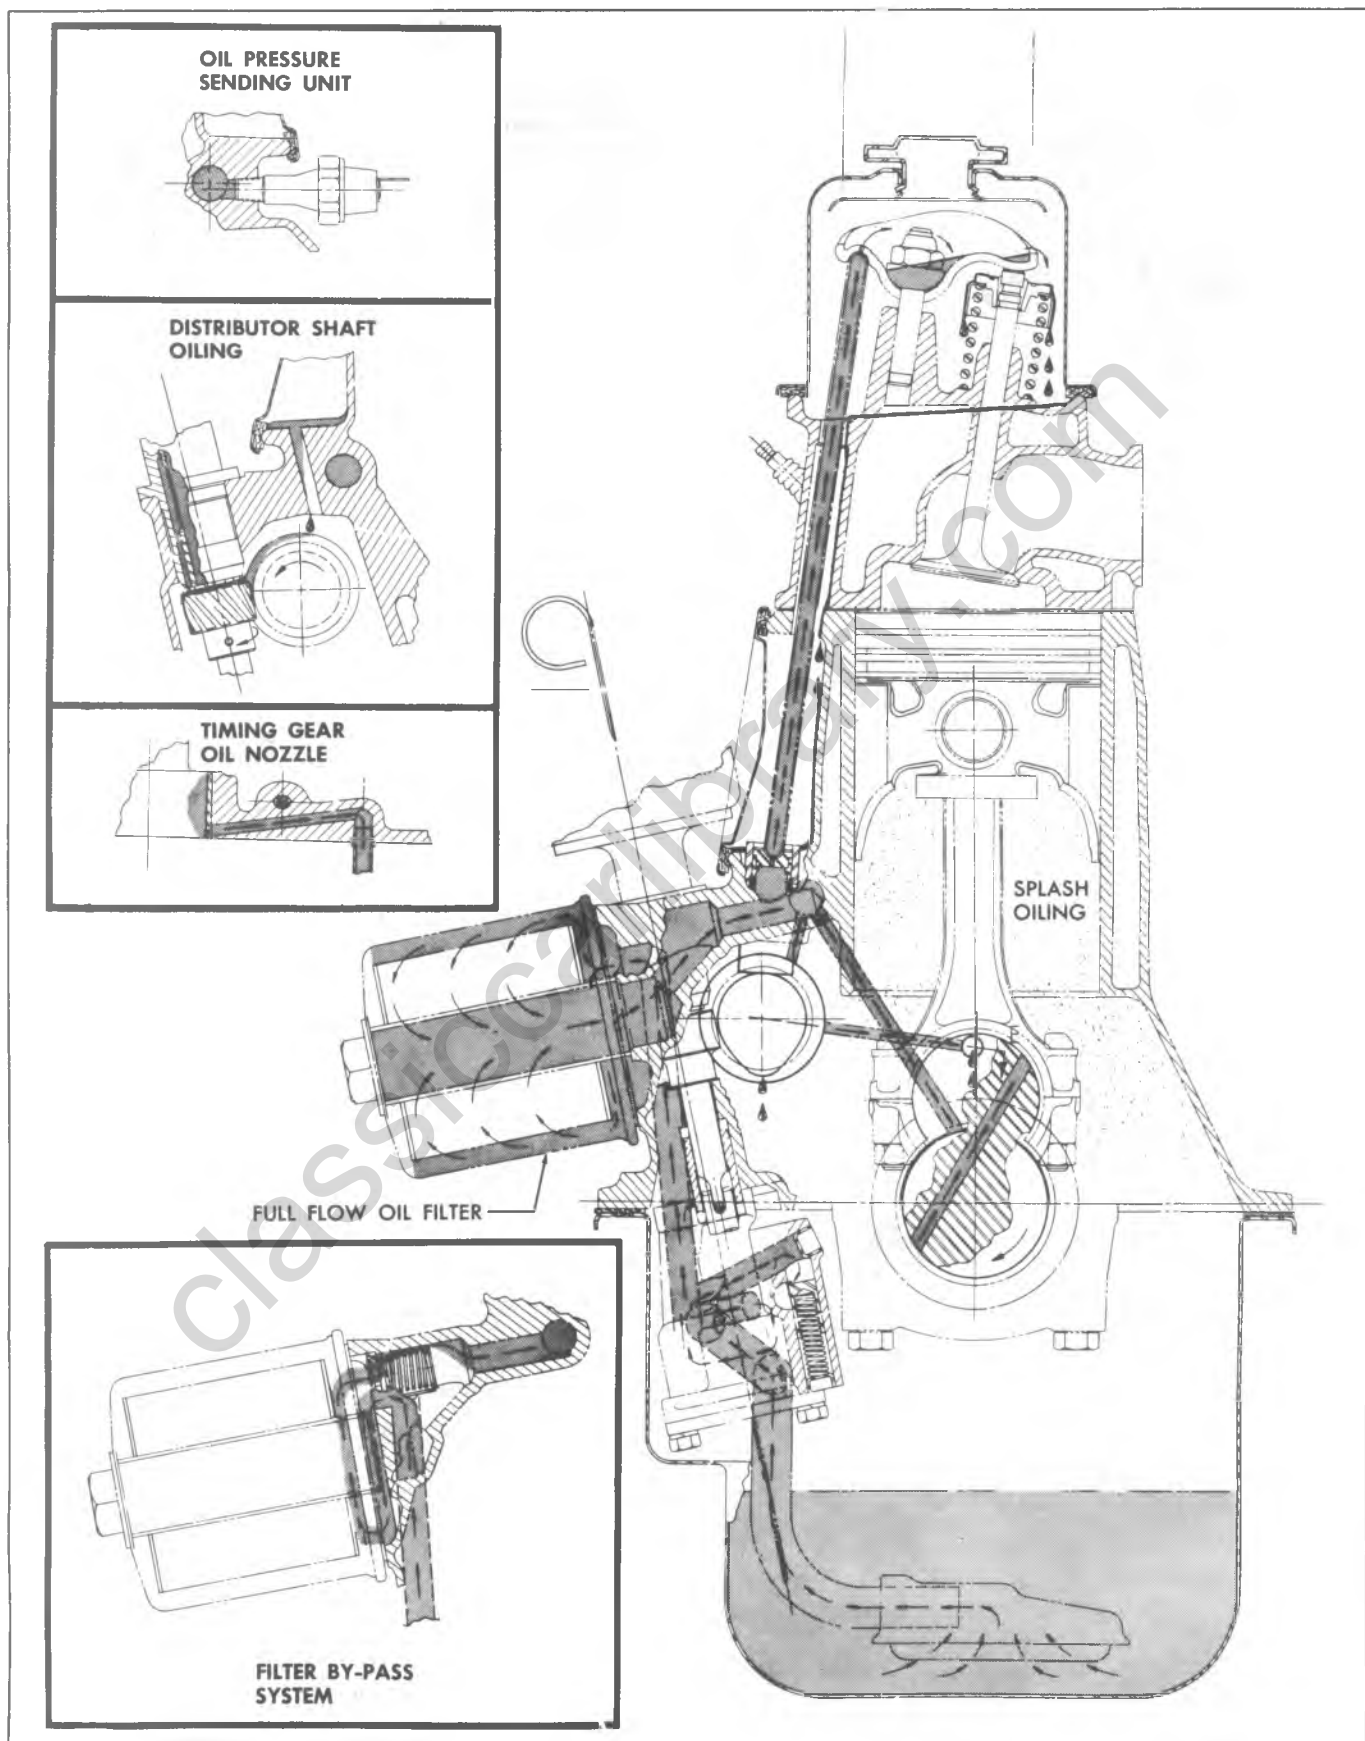 OIL PRESSURE
SENDING UNIT
DISTRIBUTOR SHAFT
OILING
TIMING GEAR
OIL NOZZLE
SPLASH
OILING
FULL FLOW OIL FILTER
FILTER BY-PASS
SYSTEM
classiccarlibrary.com